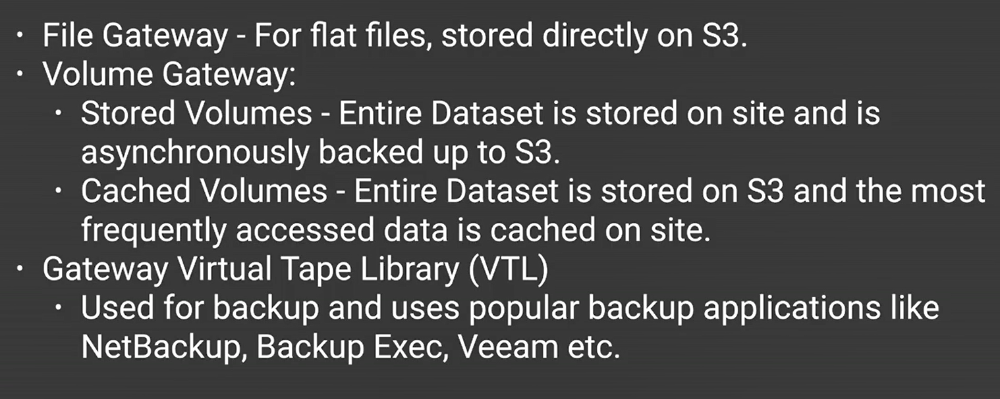 • File Gateway - For flat files, stored directly on S3.
• Volume Gateway:
• Stored Volumes - Entire Dataset is stored on site and is
asynchronously backed up to S3.
• Cached Volumes - Entire Dataset is stored on S3 and the most
frequently accessed data is cached on site.
• Gateway Virtual Tape Library (VTL)
• Used for backup and uses popular backup applications like
NetBackup, Backup Exec, Veeam etc.